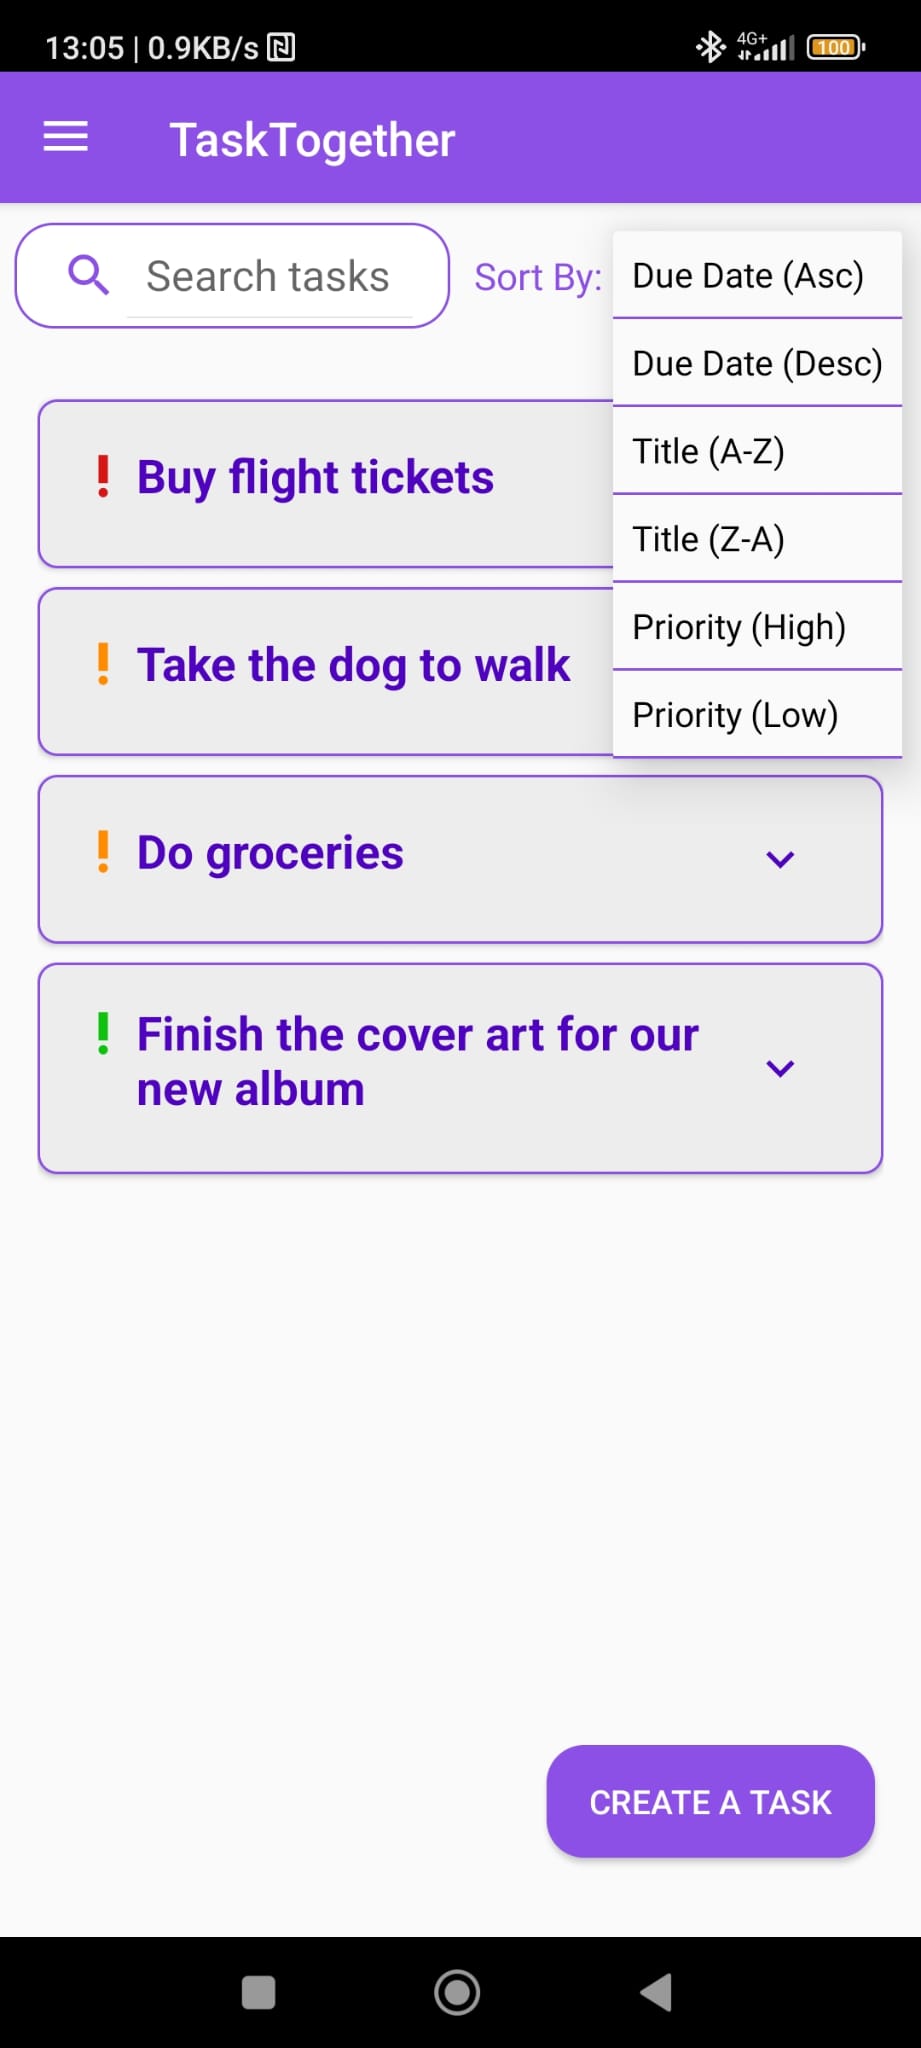 13:05 | 0.9KB/s
4G+
100
TaskTogether
Search tasks
Sort By:
Due Date (Asc)
Due Date (Desc)
Title (A-Z)
Title (Z-A)
Priority (High)
Priority (Low)
! Buy flight tickets
! Take the dog to walk
! Do groceries
! Finish the cover art for our
new album
CREATE A TASK